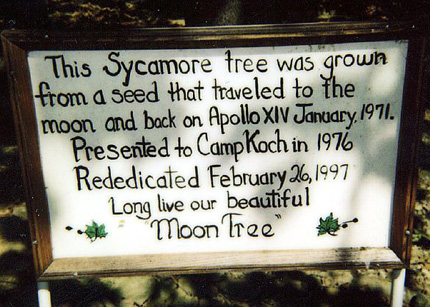 This Sycamore tree was grown
from a seed that traveled to the
moon and back on Apollo XIV January, 1971.
Presented to Camp Koch in 1976
Rededicated February 26, 1997
Long live our beautiful
"Moon Tree"